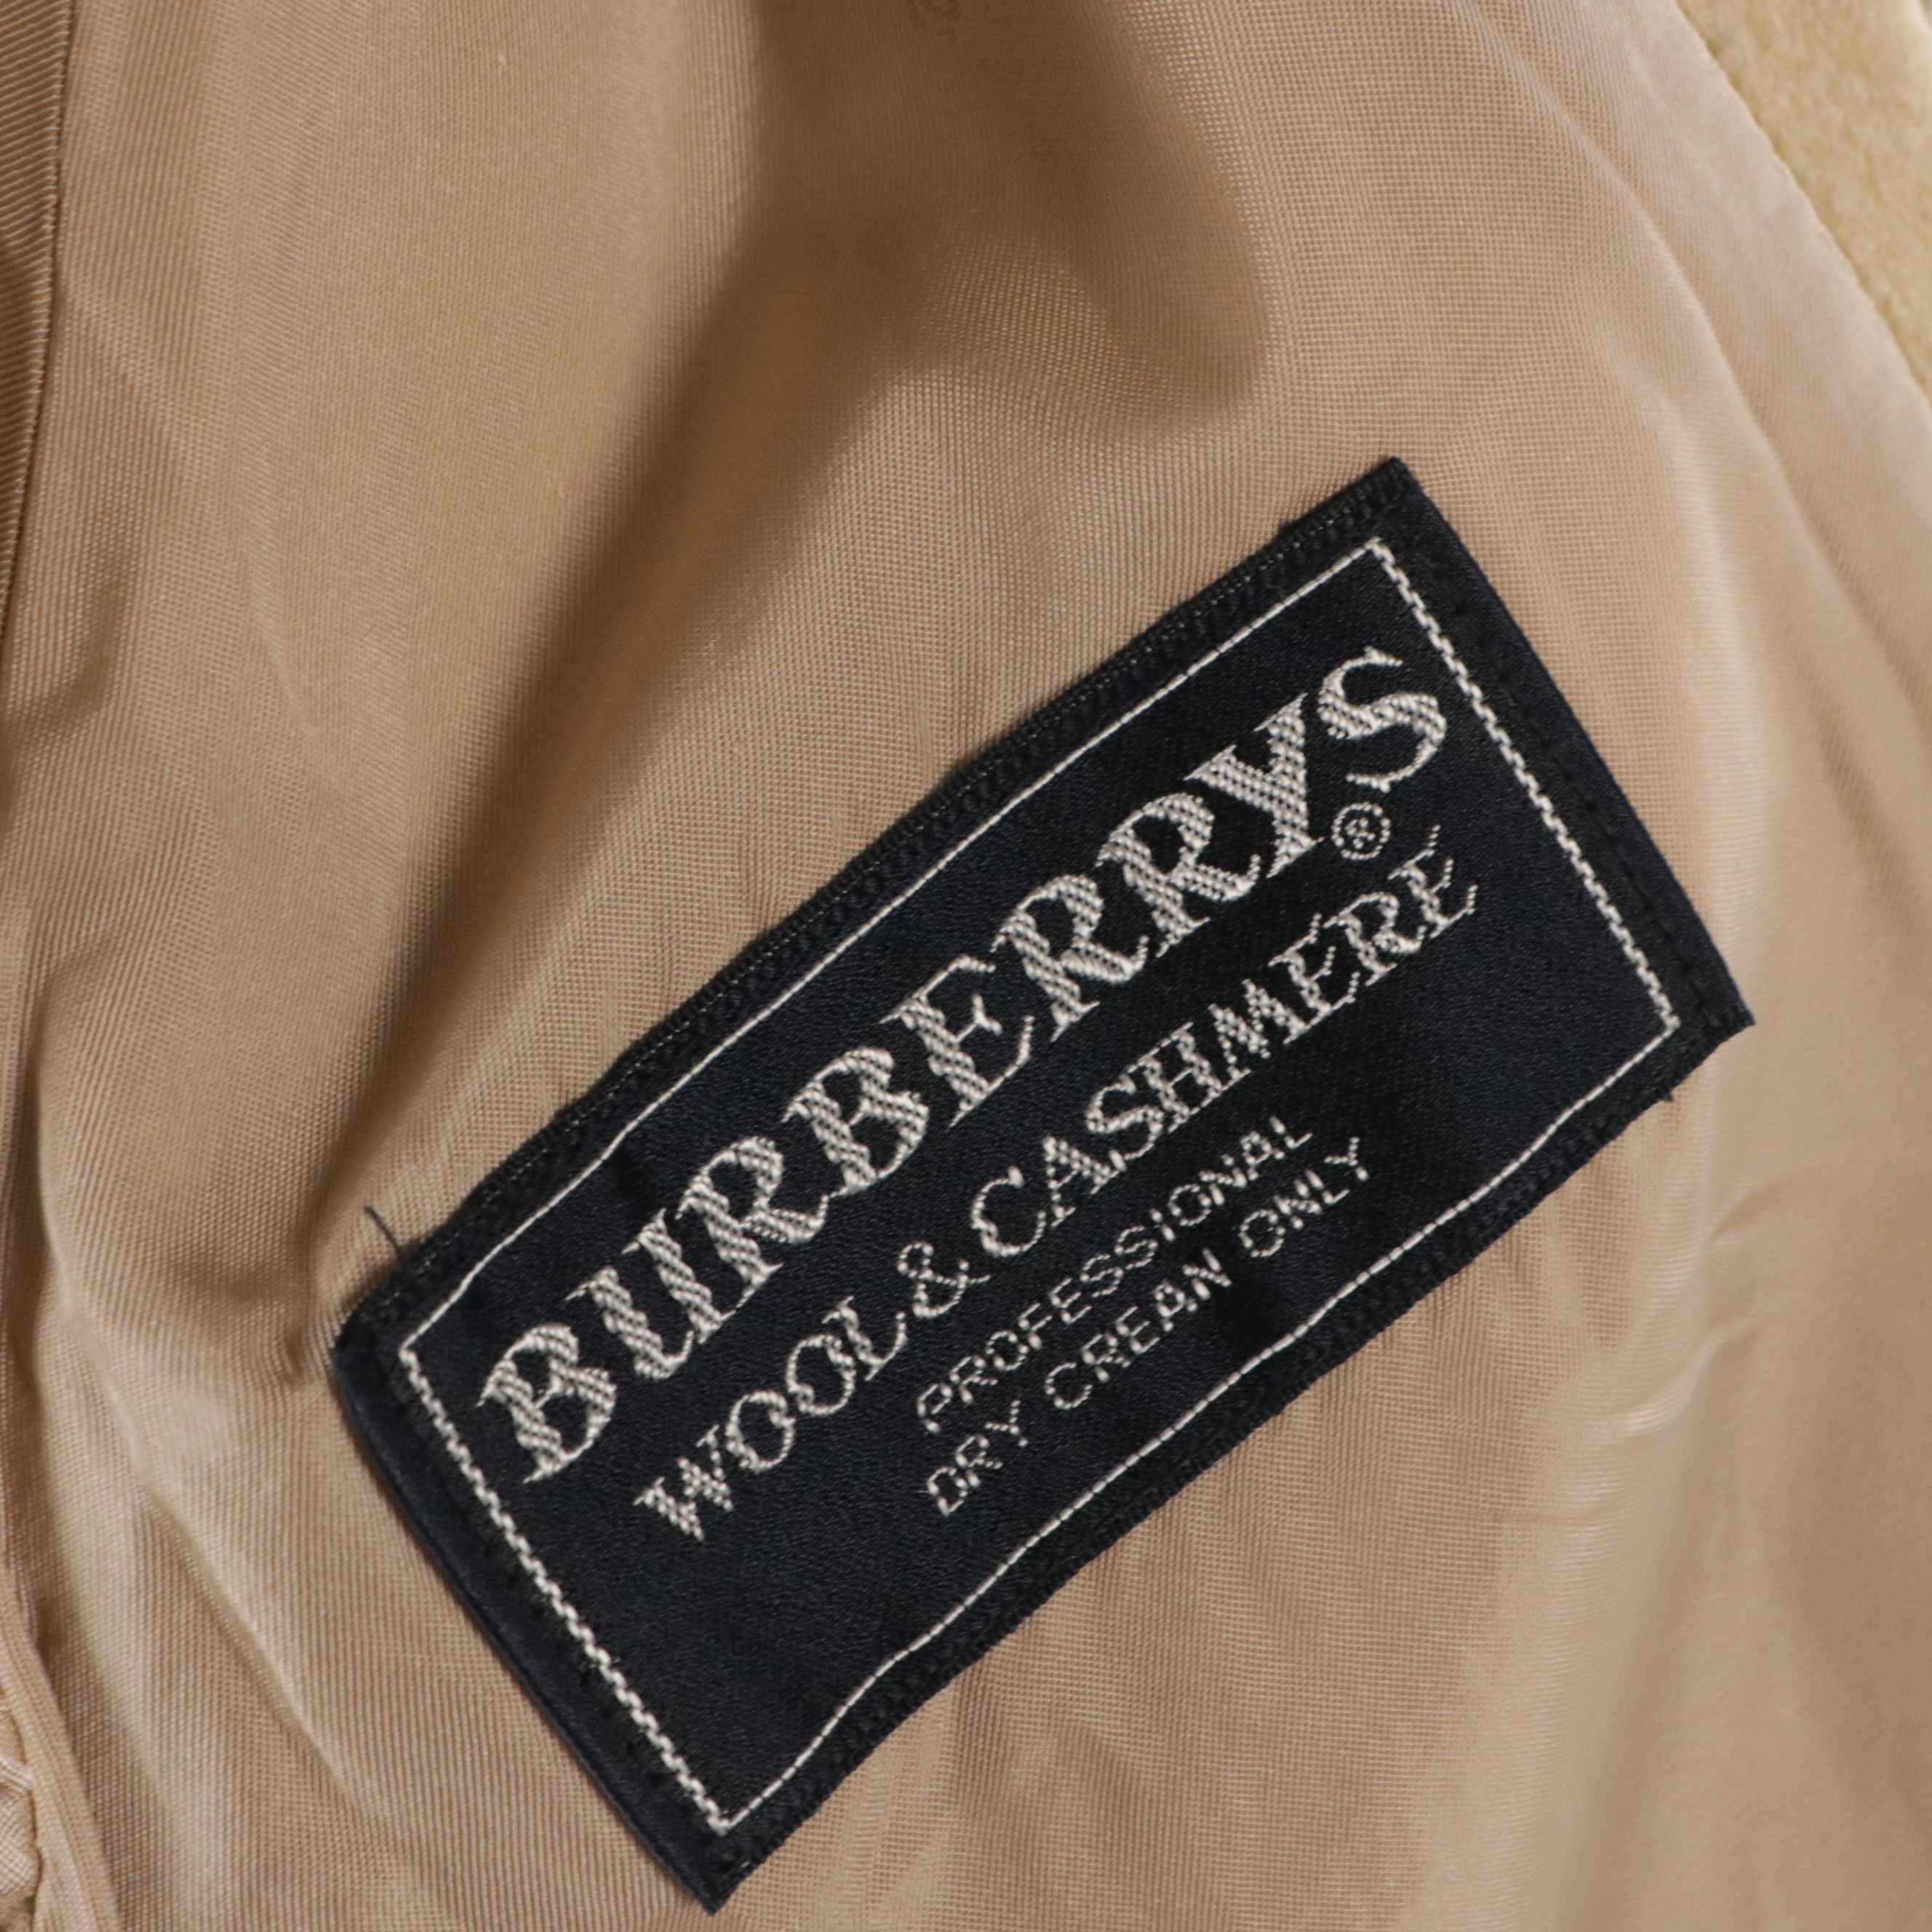 BURBERRYS®
WOOL & CASHMERE
PROFESSIONAL
DRY CREAN ONLY